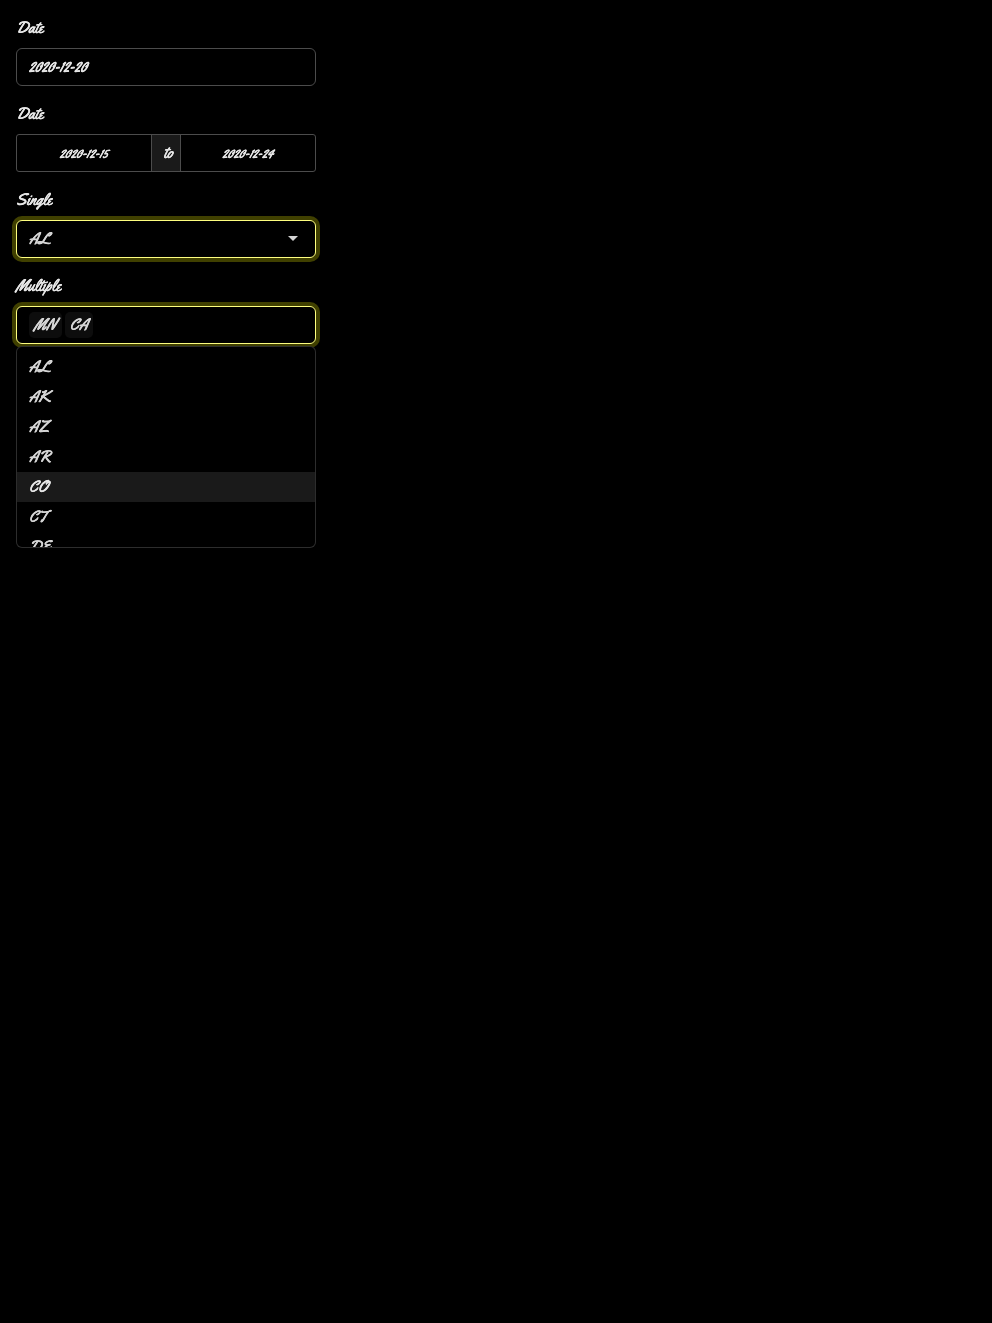 Date
2020-12-20
Date
2020-12-15 to 2020-12-24
Single
AL
Multiple
MN CA
AL
AK
AZ
AR
CO
CT
DE